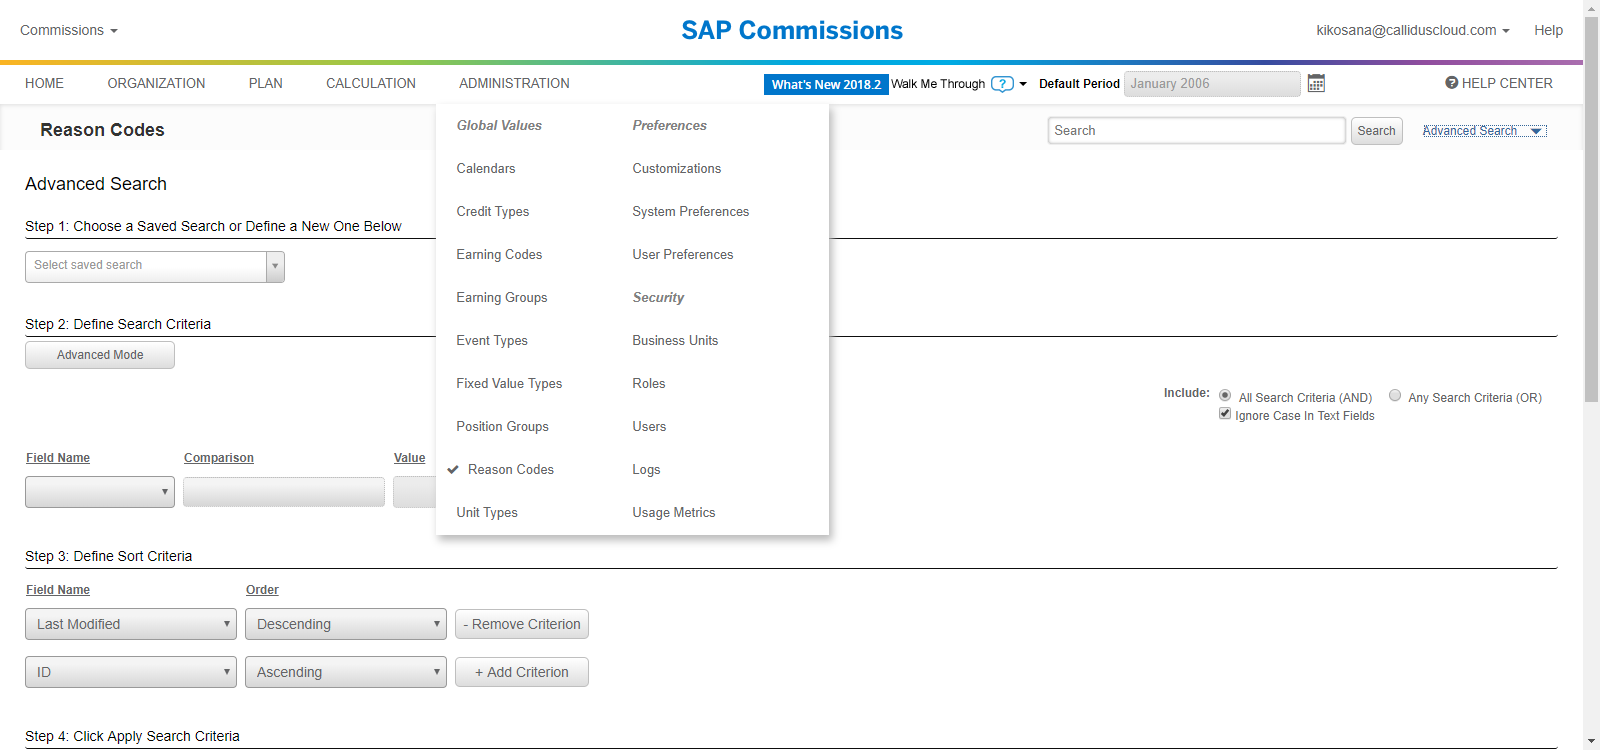 Commissions
SAP Commissions
kikosana@calliduscloud.com
Help
HOME ORGANIZATION PLAN CALCULATION ADMINISTRATION
What's New 2018.2 Walk Me Through ? Default Period January 2006 ? HELP CENTER
Reason Codes
Search Search Advanced Search
Global Values
Calendars
Credit Types
Earning Codes
Earning Groups
Event Types
Fixed Value Types
Position Groups
Reason Codes
Unit Types
Preferences
Customizations
System Preferences
User Preferences
Security
Business Units
Roles
Users
Logs
Usage Metrics
Advanced Search
Step 1: Choose a Saved Search or Define a New One Below
Select saved search
Step 2: Define Search Criteria
Advanced Mode
Include: All Search Criteria (AND) Any Search Criteria (OR)
Ignore Case In Text Fields
Field Name Comparison Value
Step 3: Define Sort Criteria
Field Name Order
Last Modified Descending - Remove Criterion
ID Ascending + Add Criterion
Step 4: Click Apply Search Criteria